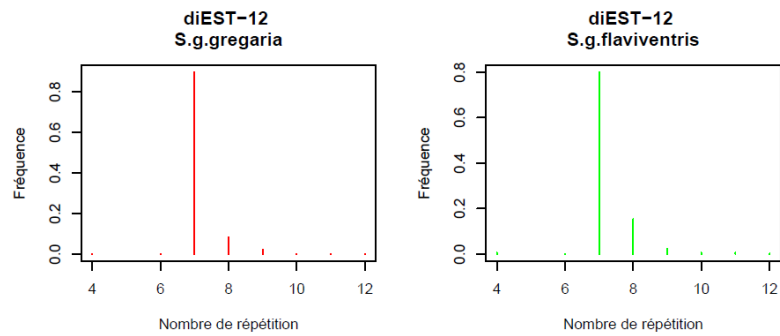 diEST−12
S.g.gregaria
Fréquence
0.0 0.2 0.4 0.6 0.8
4 6 8 10 12
Nombre de répétition
diEST−12
S.g.flaviventris
Fréquence
0.0 0.2 0.4 0.6 0.8
4 6 8 10 12
Nombre de répétition